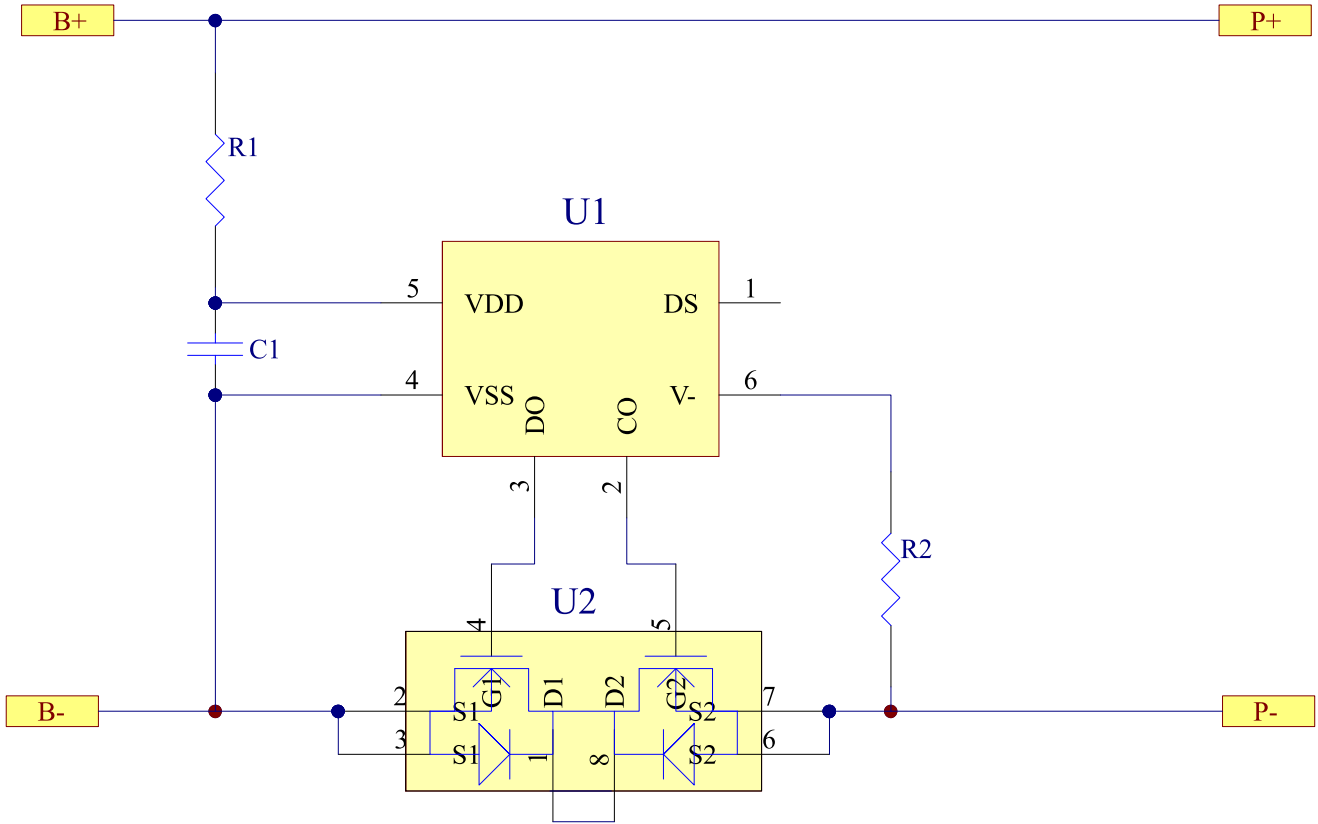 B+
P+
R1
U1
5
VDD
DS
1
C1
4
VSS
V-
6
DO
CO
3
2
R2
U2
4
5
G1
D1
D2
G2
2
S1
S2
7
B-
P-
3
S1
1
8
S2
6